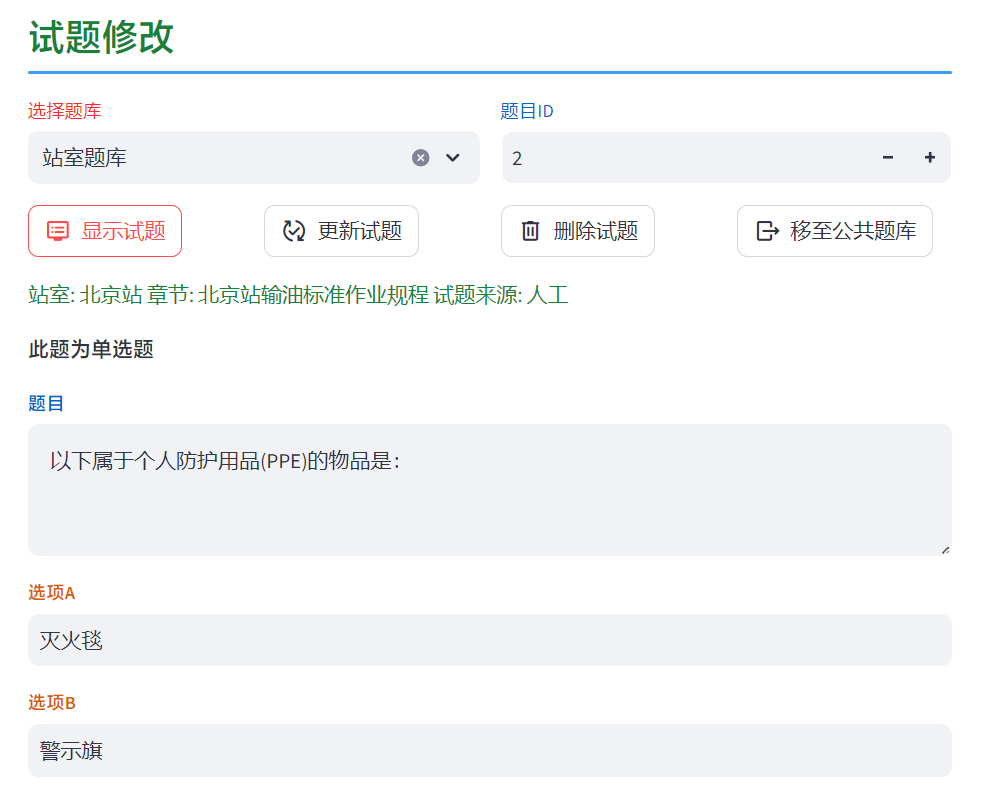 试题修改
选择题库
题目ID
站室题库
2
显示试题
更新试题
删除试题
移至公共题库
站室: 北京站 章节: 北京站输油标准作业规程 试题来源: 人工
此题为单选题
题目
以下属于个人防护用品(PPE)的物品是：
选项A
灭火毯
选项B
警示旗